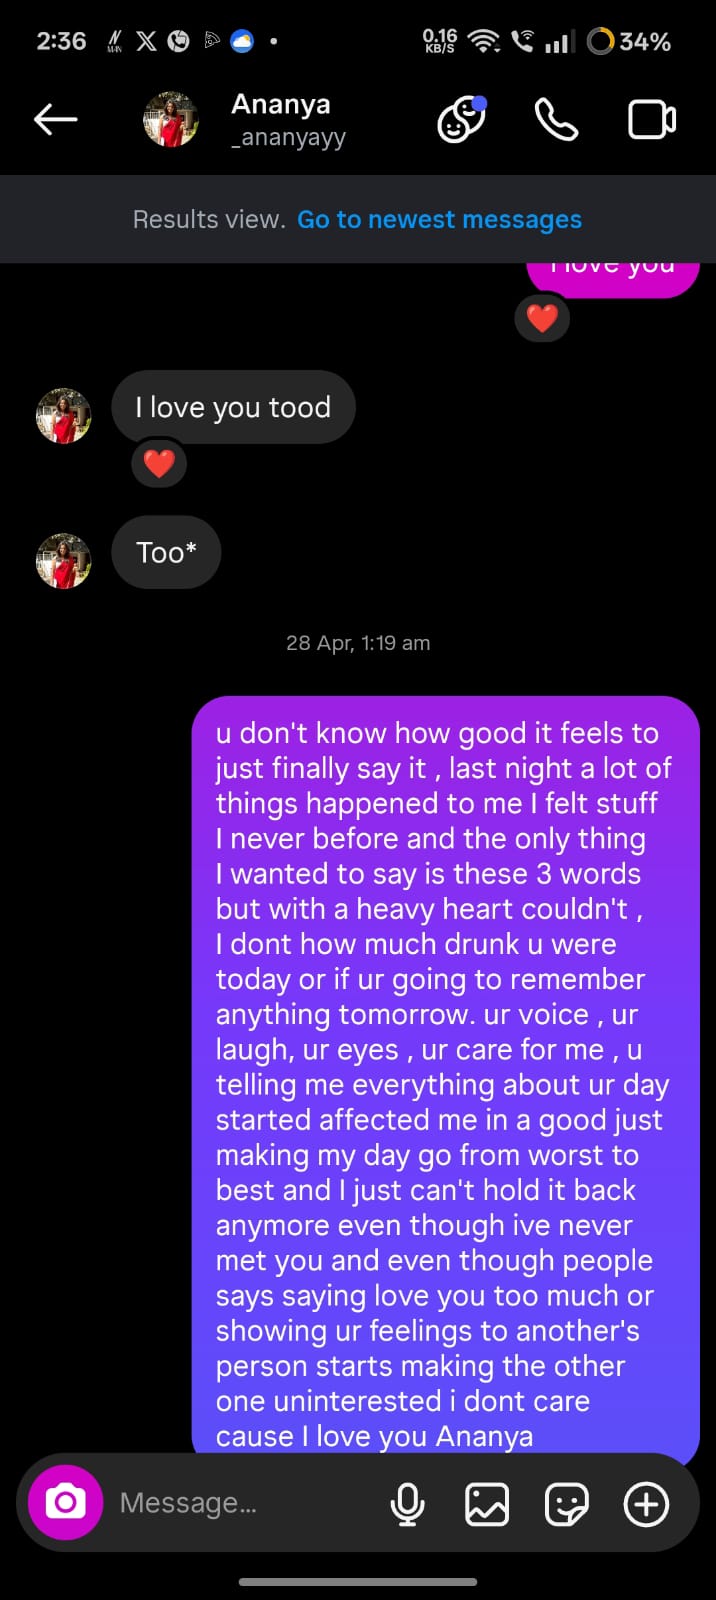 2:36
0.16
KB/S
34%
Ananya
_ananyayy
Results view. Go to newest messages
I love you
I love you tood
Too*
28 Apr, 1:19 am
u don't know how good it feels to
just finally say it , last night a lot of
things happened to me I felt stuff
I never before and the only thing
I wanted to say is these 3 words
but with a heavy heart couldn't ,
I dont how much drunk u were
today or if ur going to remember
anything tomorrow. ur voice , ur
laugh, ur eyes , ur care for me , u
telling me everything about ur day
started affected me in a good just
making my day go from worst to
best and I just can't hold it back
anymore even though ive never
met you and even though people
says saying love you too much or
showing ur feelings to another's
person starts making the other
one uninterested i dont care
cause I love you Ananya
Message...